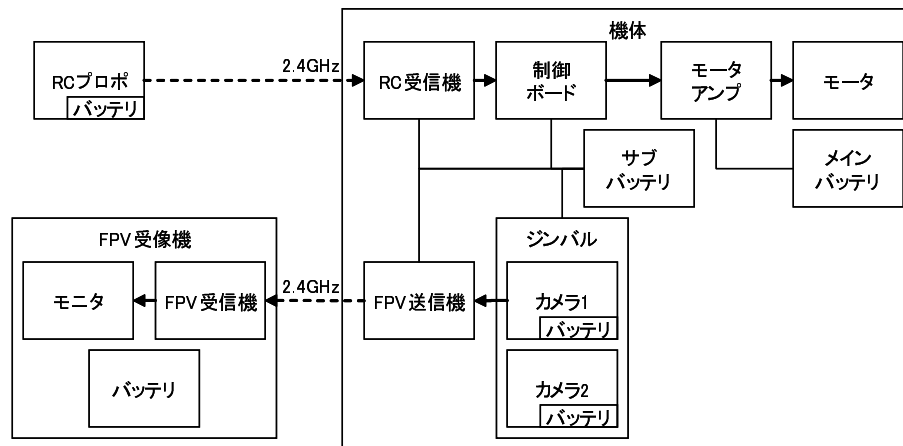 機体
RCプロポ
バッテリ
2.4GHz
RC受信機
制御
ボード
モータ
アンプ
モータ
サブ
バッテリ
メイン
バッテリ
FPV受像機
モニタ
FPV受信機
バッテリ
2.4GHz
FPV送信機
ジンバル
カメラ1
バッテリ
カメラ2
バッテリ